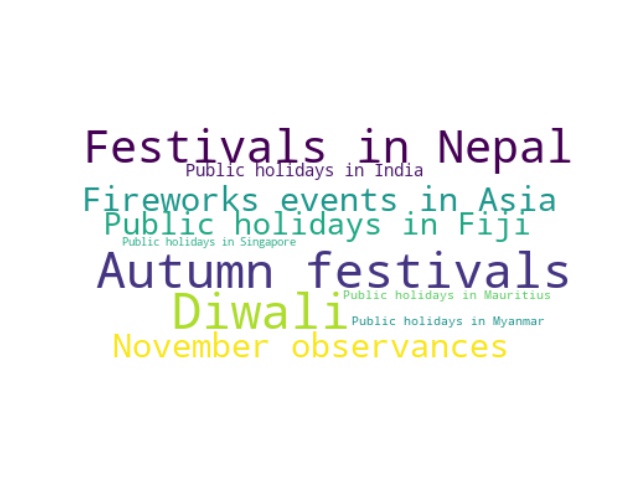 Festivals in Nepal
Public holidays in India
Fireworks events in Asia
Public holidays in Fiji
Public holidays in Singapore
Autumn festivals
Diwali
Public holidays in Mauritius
Public holidays in Myanmar
November observances